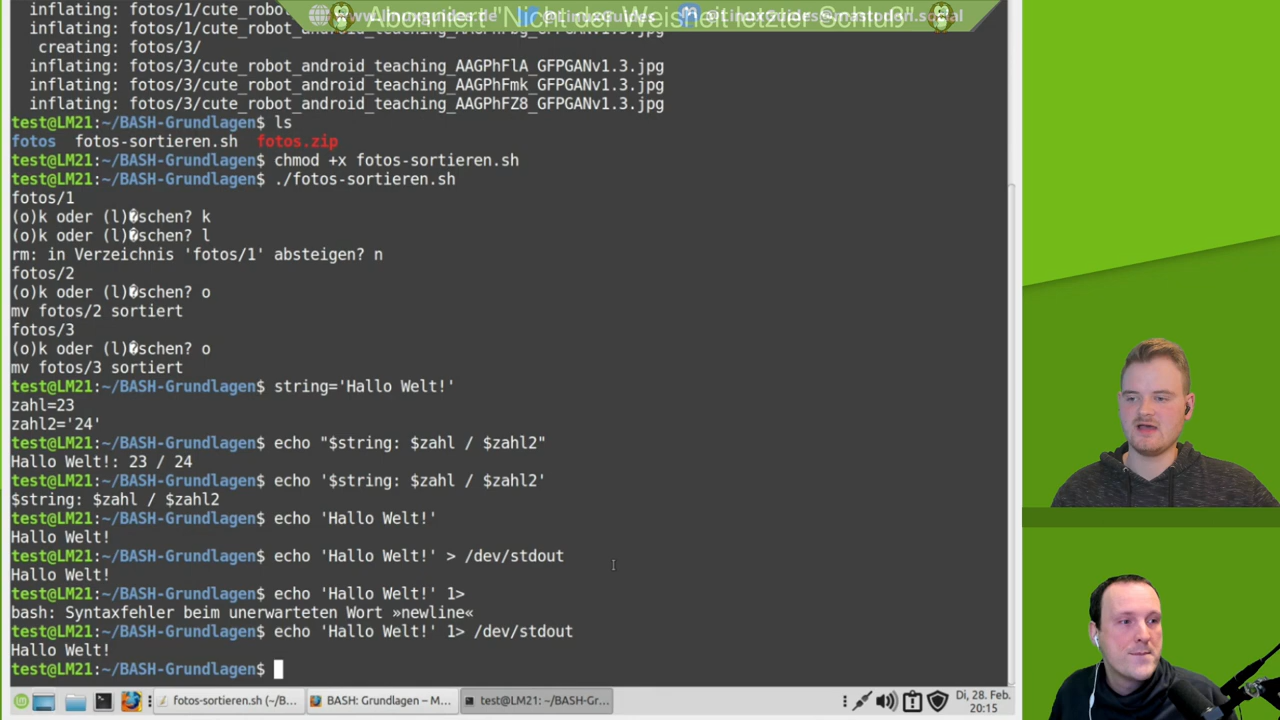 inflating: fotos/1/cute_robot
Abonniert "Nicht der Weisheit letzter Schluß"
inflating: fotos/1/cute_robot_android_teaching_AAGPhFbg_GFPGANv1.3.jpg
creating: fotos/3/
inflating: fotos/3/cute_robot_android_teaching_AAGPhFlA_GFPGANv1.3.jpg
inflating: fotos/3/cute_robot_android_teaching_AAGPhFmk_GFPGANv1.3.jpg
inflating: fotos/3/cute_robot_android_teaching_AAGPhFZ8_GFPGANv1.3.jpg
test@LM21:~/BASH-Grundlagen$ ls
fotos fotos-sortieren.sh fotos.zip
test@LM21:~/BASH-Grundlagen$ chmod +x fotos-sortieren.sh
test@LM21:~/BASH-Grundlagen$ ./fotos-sortieren.sh
fotos/1
(o)k oder (l)�schen? k
(o)k oder (l)�schen? l
rm: in Verzeichnis 'fotos/1' absteigen? n
fotos/2
(o)k oder (l)�schen? o
mv fotos/2 sortiert
fotos/3
(o)k oder (l)�schen? o
mv fotos/3 sortiert
test@LM21:~/BASH-Grundlagen$ string='Hallo Welt!'
zahl=23
zahl2='24'
test@LM21:~/BASH-Grundlagen$ echo "$string: $zahl / $zahl2"
Hallo Welt!: 23 / 24
test@LM21:~/BASH-Grundlagen$ echo '$string: $zahl / $zahl2'
$string: $zahl / $zahl2
test@LM21:~/BASH-Grundlagen$ echo 'Hallo Welt!'
Hallo Welt!
test@LM21:~/BASH-Grundlagen$ echo 'Hallo Welt!' > /dev/stdout
Hallo Welt!
test@LM21:~/BASH-Grundlagen$ echo 'Hallo Welt!' 1>
bash: Syntaxfehler beim unerwarteten Wort »newline«
test@LM21:~/BASH-Grundlagen$ echo 'Hallo Welt!' 1> /dev/stdout
Hallo Welt!
test@LM21:~/BASH-Grundlagen$
fotos-sortieren.sh (~/B... BASH: Grundlagen – M... test@LM21: ~/BASH-Gr... Di, 28. Feb.
20:15